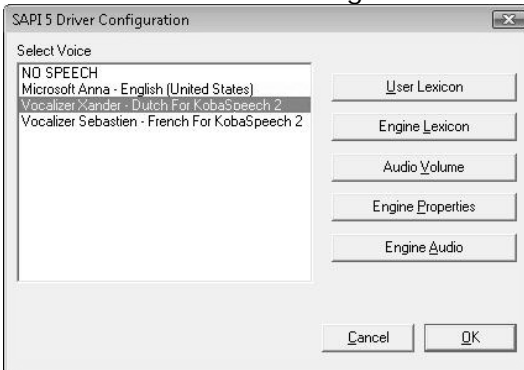 SAPI 5 Driver Configuration
Select Voice
NO SPEECH
Microsoft Anna - English (United States)
Vocalizer Xander - Dutch For KobaSpeech 2
Vocalizer Sebastien - French For KobaSpeech 2
User Lexicon
Engine Lexicon
Audio Volume
Engine Properties
Engine Audio
Cancel
OK